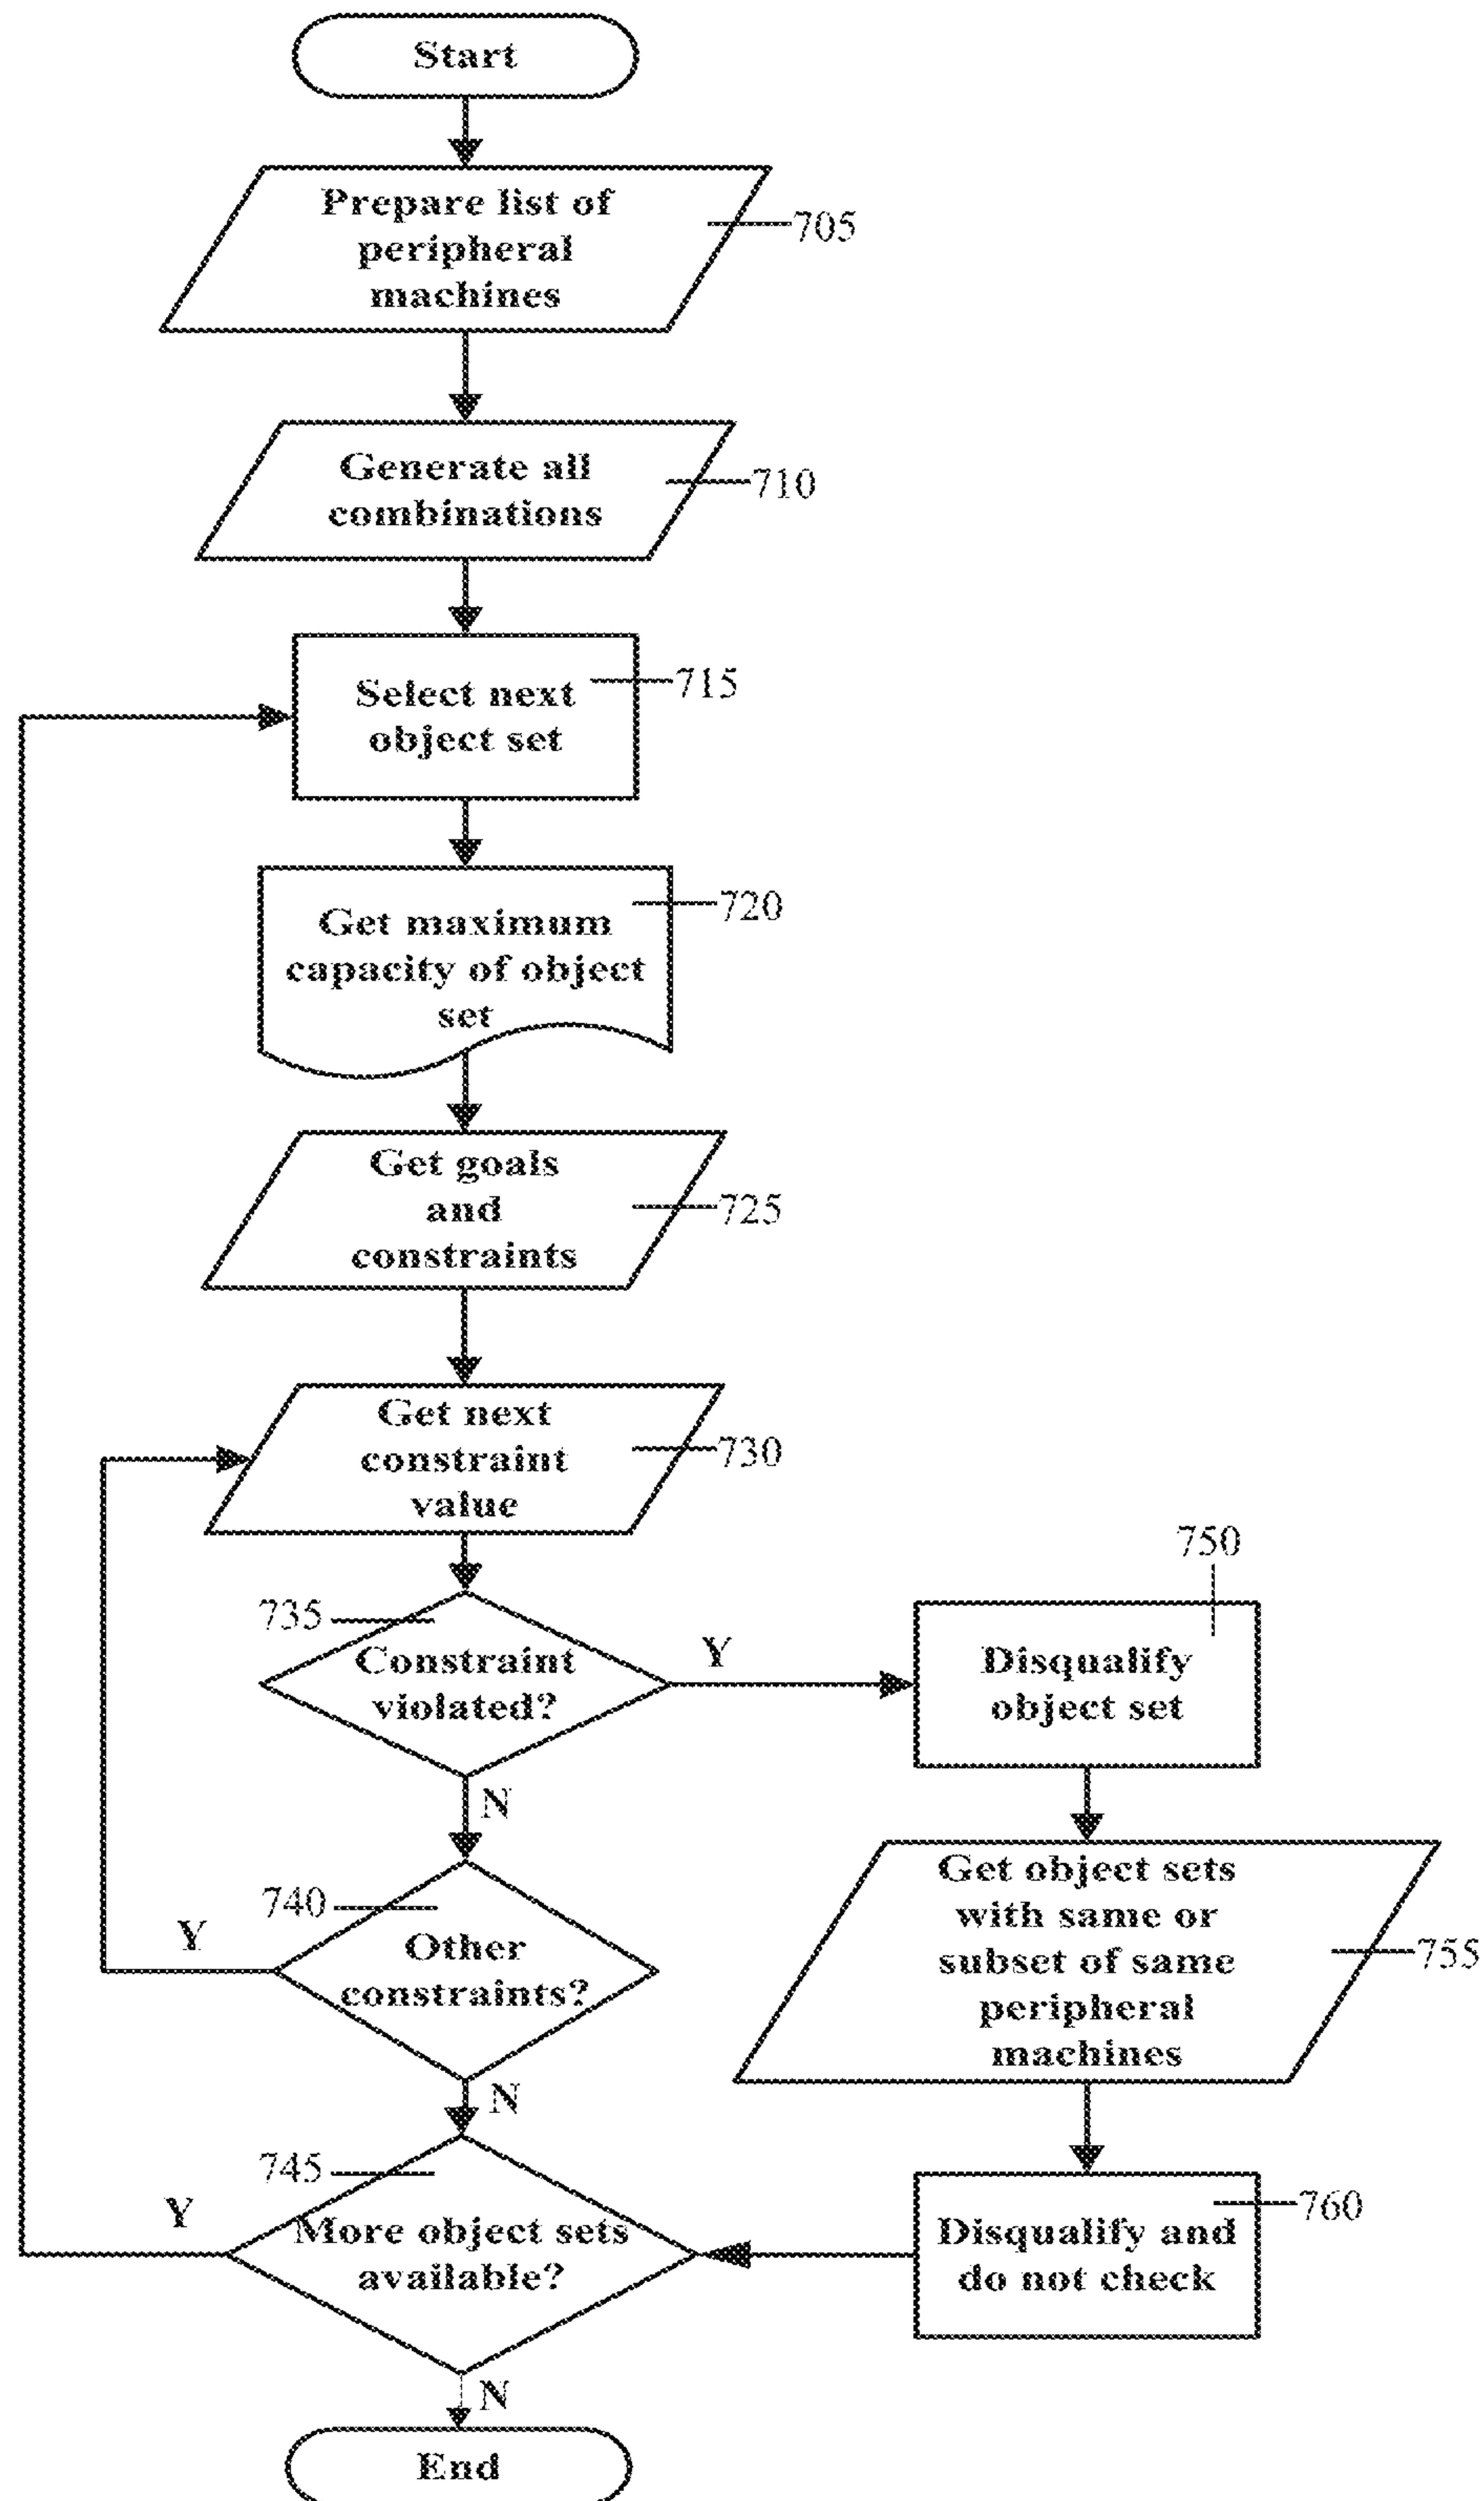 Start
Prepare list of
peripheral
machines
705
Generate all
combinations
710
Select next
object set
715
Get maximum
capacity of object
set
720
Get goals
and
constraints
725
Get next
constraint
value
730
735
Constraint
violated?
Y
N
750
Disqualify
object set
740
Other
constraints?
Y
N
Get object sets
with same or
subset of same
peripheral
machines
755
745
More object sets
available?
Y
N
Disqualify and
do not check
760
End